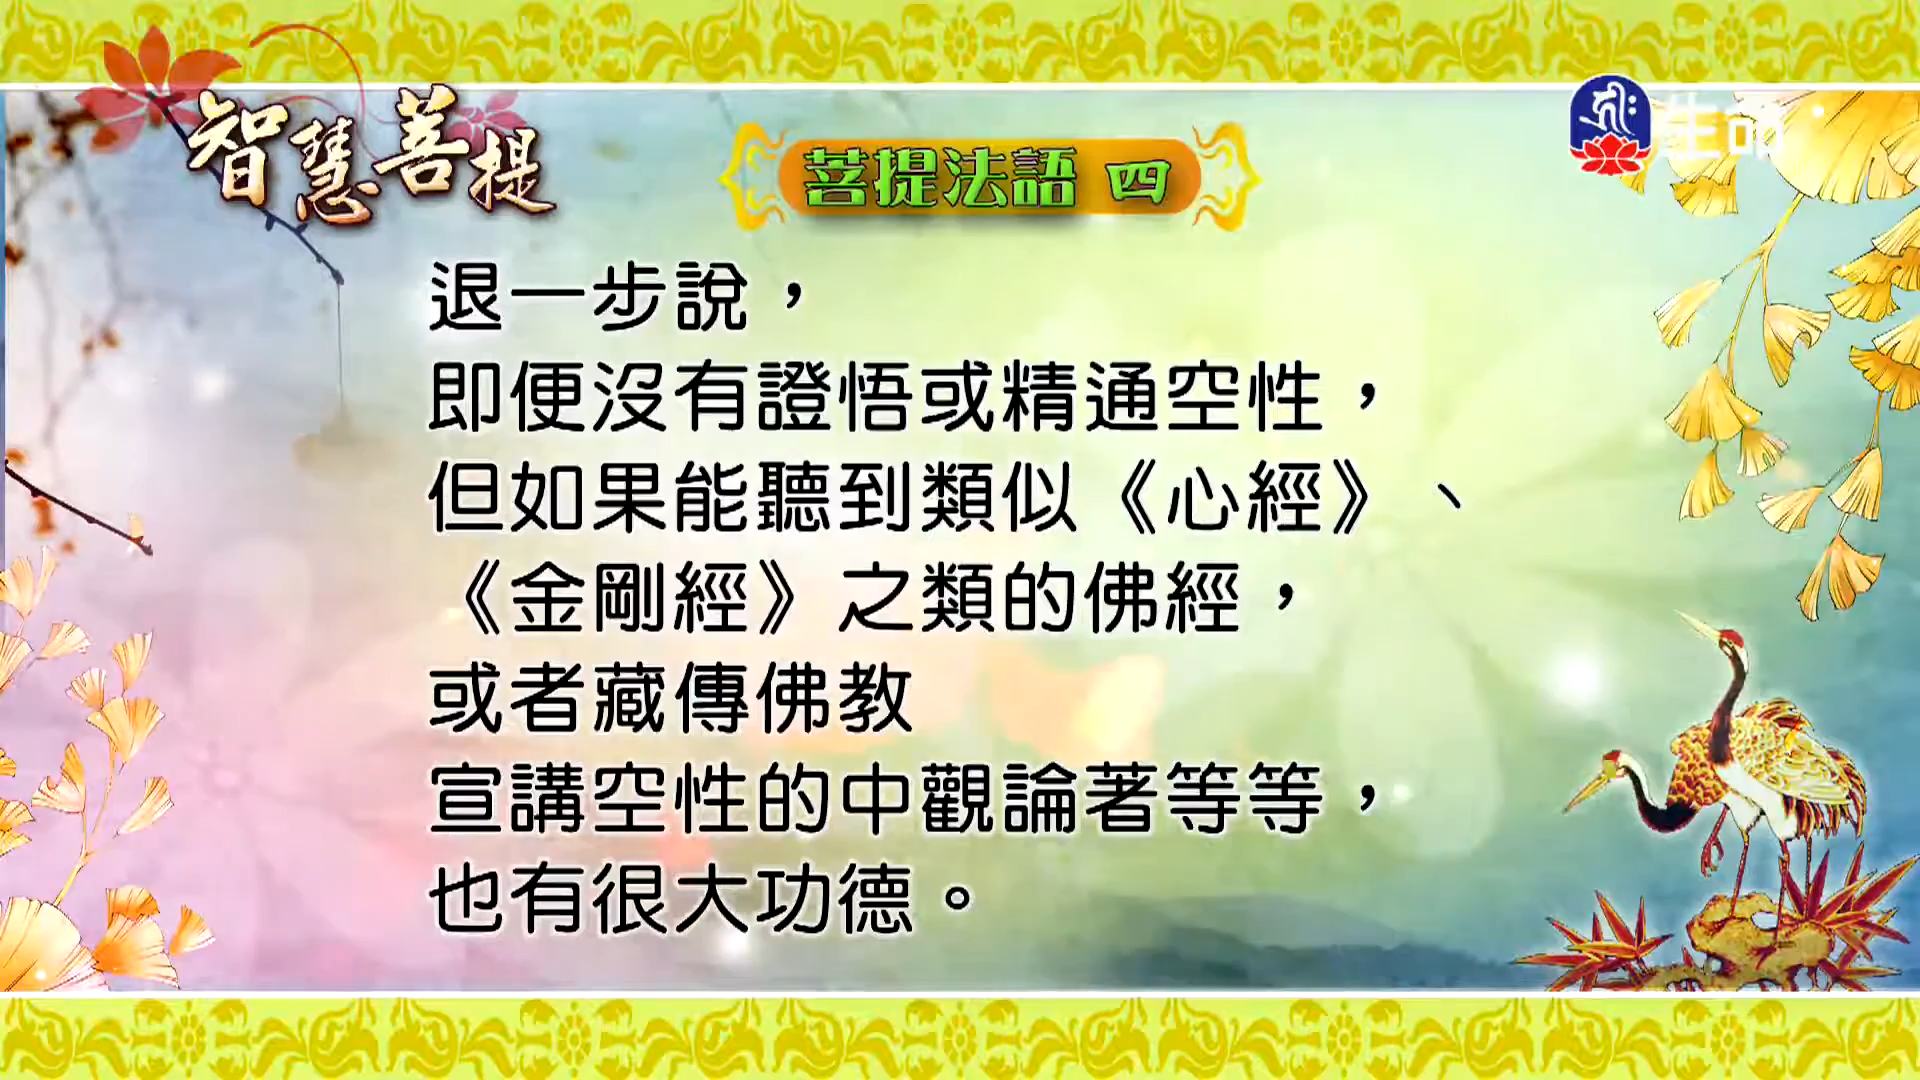 智慧菩提
生命
菩提法語 四
退一步說，
即便沒有證悟或精通空性，
但如果能聽到類似《心經》、
《金剛經》之類的佛經，
或者藏傳佛教
宣講空性的中觀論著等等，
也有很大功德。